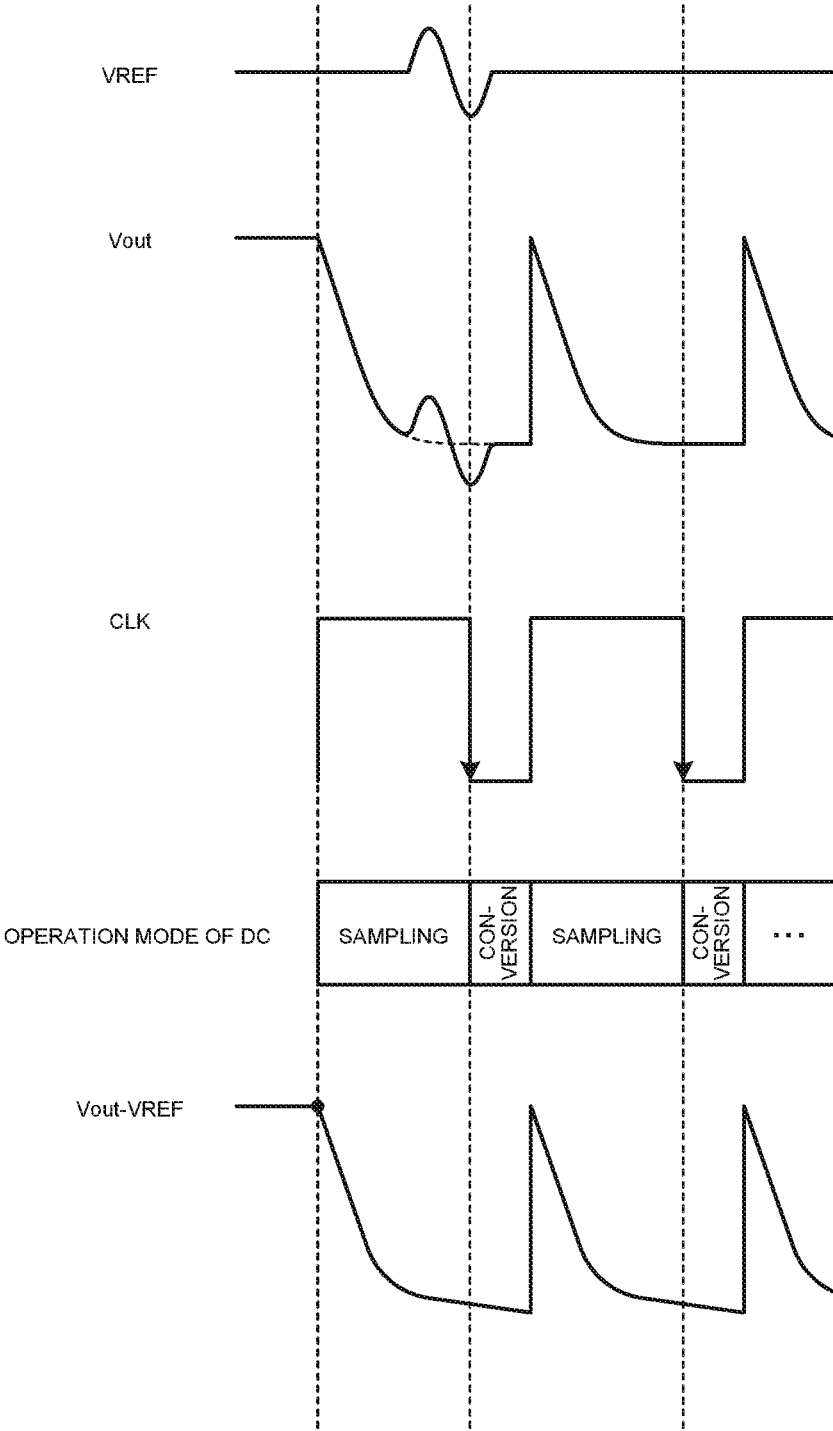 VREF
Vout
CLK
OPERATION MODE OF DC
SAMPLING
CON-
VERSION
SAMPLING
CON-
VERSION
...
Vout-VREF